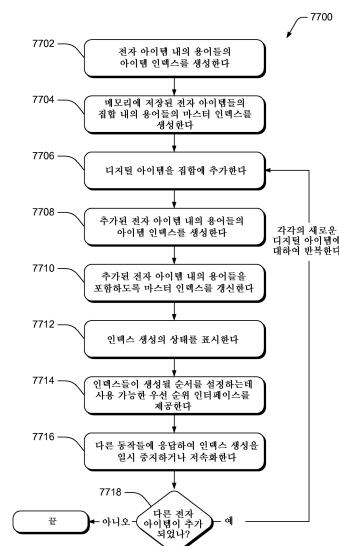 7700
7702
전자 아이템 내의 용어들의
아이템 인덱스를 생성한다
7704
메모리에 저장된 전자 아이템들의
집합 내의 용어들의 마스터 인덱스를
생성한다
7706
디지털 아이템을 집합에 추가한다
7708
추가된 전자 아이템 내의 용어들의
아이템 인덱스를 생성한다
각각의 새로운
디지털 아이템에
대하여 반복한다
7710
추가된 전자 아이템 내의 용어들을
포함하도록 마스터 인덱스를 갱신한다
7712
인덱스 생성의 상태를 표시한다
7714
인덱스들이 생성될 순서를 설정하는데
사용 가능한 우선 순위 인터페이스를
제공한다
7716
다른 동작들에 응답하여 인덱스 생성을
일시 중지하거나 저속화한다
7718
다른 전자
아이템이 추가
되었나?
아니오
예
끝